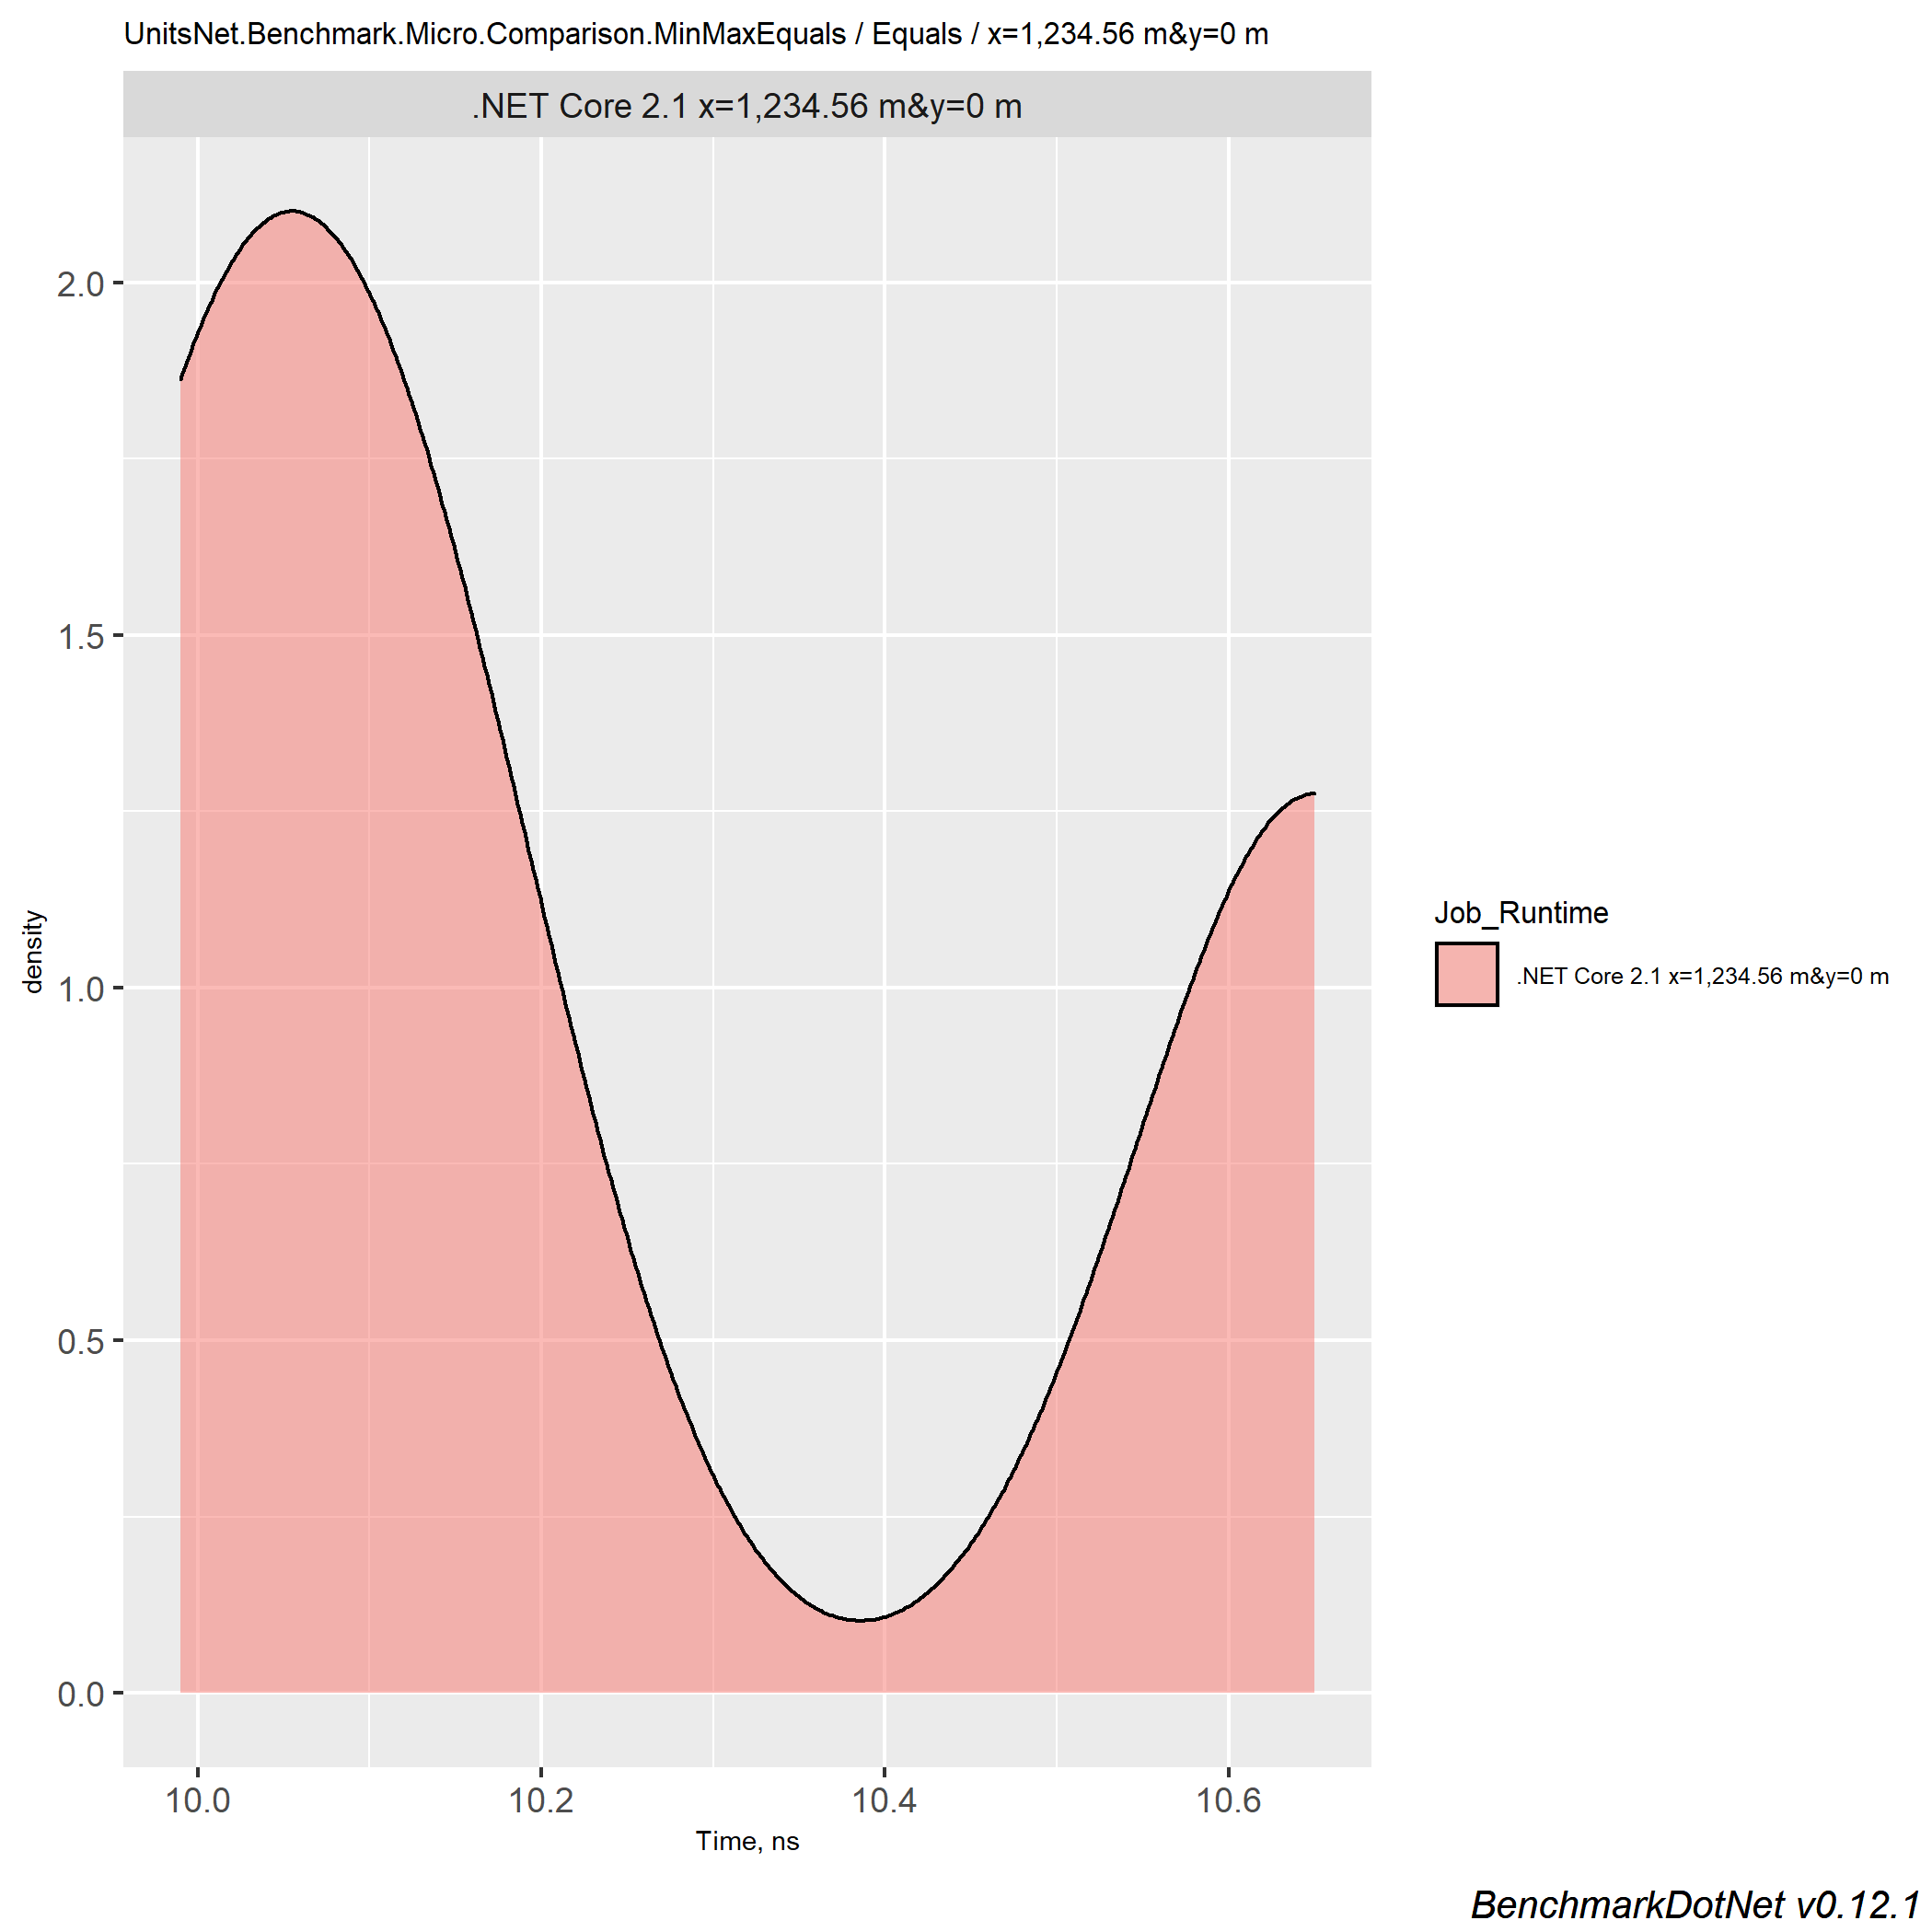 UnitsNet.Benchmark.Micro.Comparison.MinMaxEquals / Equals / x=1,234.56 m&y=0 m
.NET Core 2.1 x=1,234.56 m&y=0 m
2.0
1.5
1.0
0.5
0.0
density
10.0 10.2 10.4 10.6
Time, ns
Job_Runtime
.NET Core 2.1 x=1,234.56 m&y=0 m
BenchmarkDotNet v0.12.1